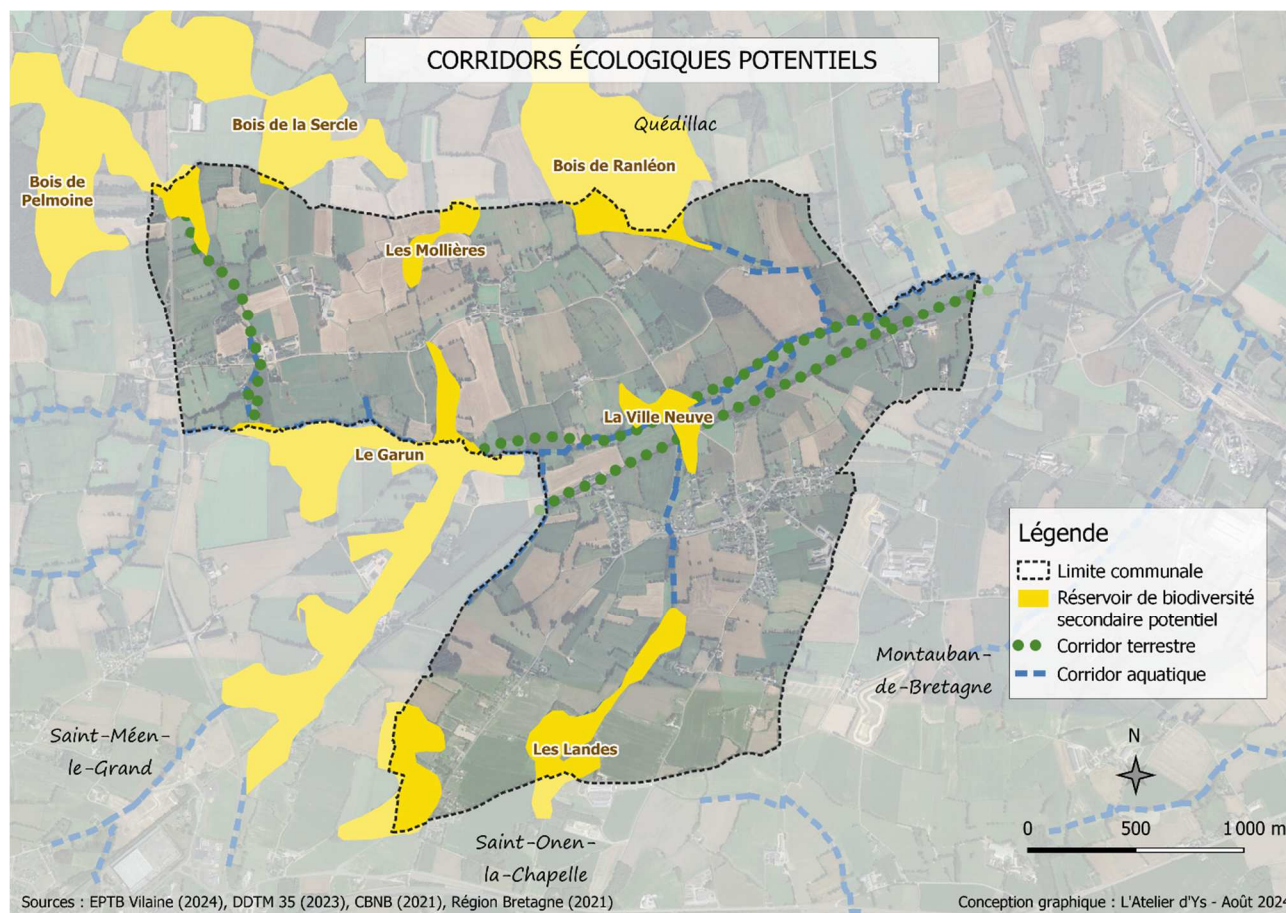 CORRIDORS ÉCOLOGIQUES POTENTIELS
Bois de la Sercle
Quédillac
Bois de Ranléon
Bois de
Pelmoine
Les Mollières
La Ville Neuve
Le Garun
Légende
Limite communale
Réservoir de biodiversité
secondaire potentiel
Corridor terrestre
Corridor aquatique
Montauban-
de-Bretagne
Saint-Méen-
le-Grand
Les Landes
N
Saint-Onen-
la-Chapelle
0 500 1 000 m
Sources : EPTB Vilaine (2024), DDTM 35 (2023), CBNB (2021), Région Bretagne (2021)
Conception graphique : L'Atelier d'Ys - Août